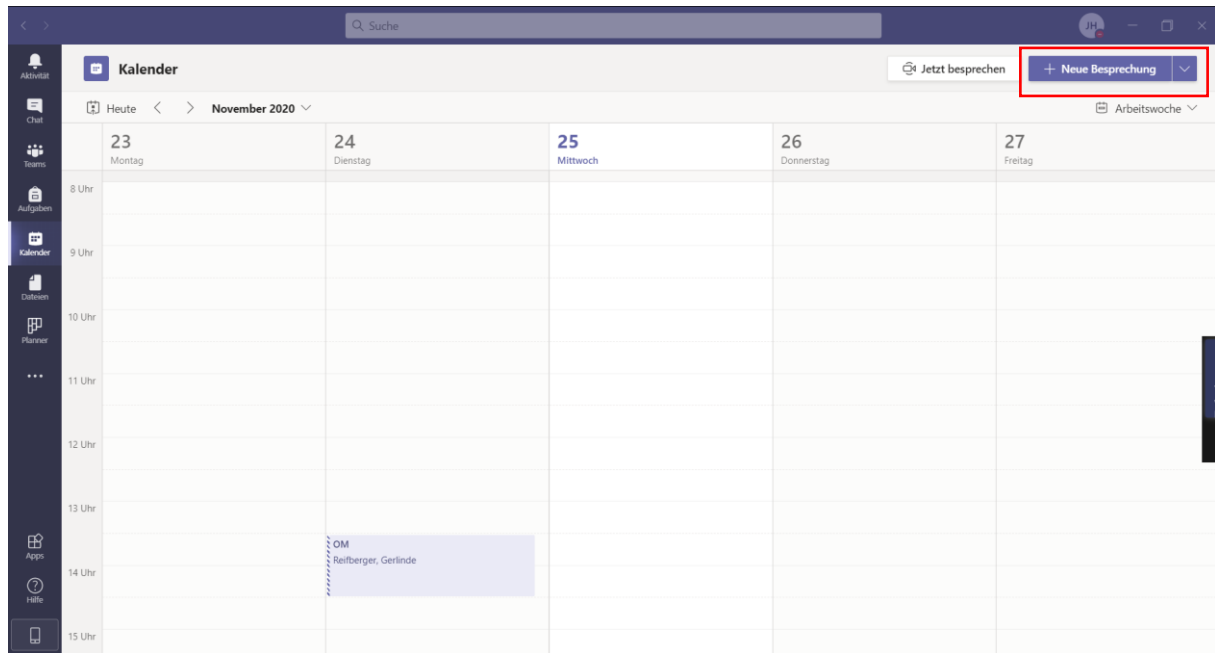 Suche
JH
Aktivität
Chat
Teams
Aufgaben
Kalender
Dateien
Planner
Apps
Hilfe
Kalender
Jetzt besprechen
+ Neue Besprechung
Heute
November 2020
Arbeitswoche
23
Montag
24
Dienstag
25
Mittwoch
26
Donnerstag
27
Freitag
8 Uhr
9 Uhr
10 Uhr
11 Uhr
12 Uhr
13 Uhr
OM
Reifberger, Gerlinde
14 Uhr
15 Uhr